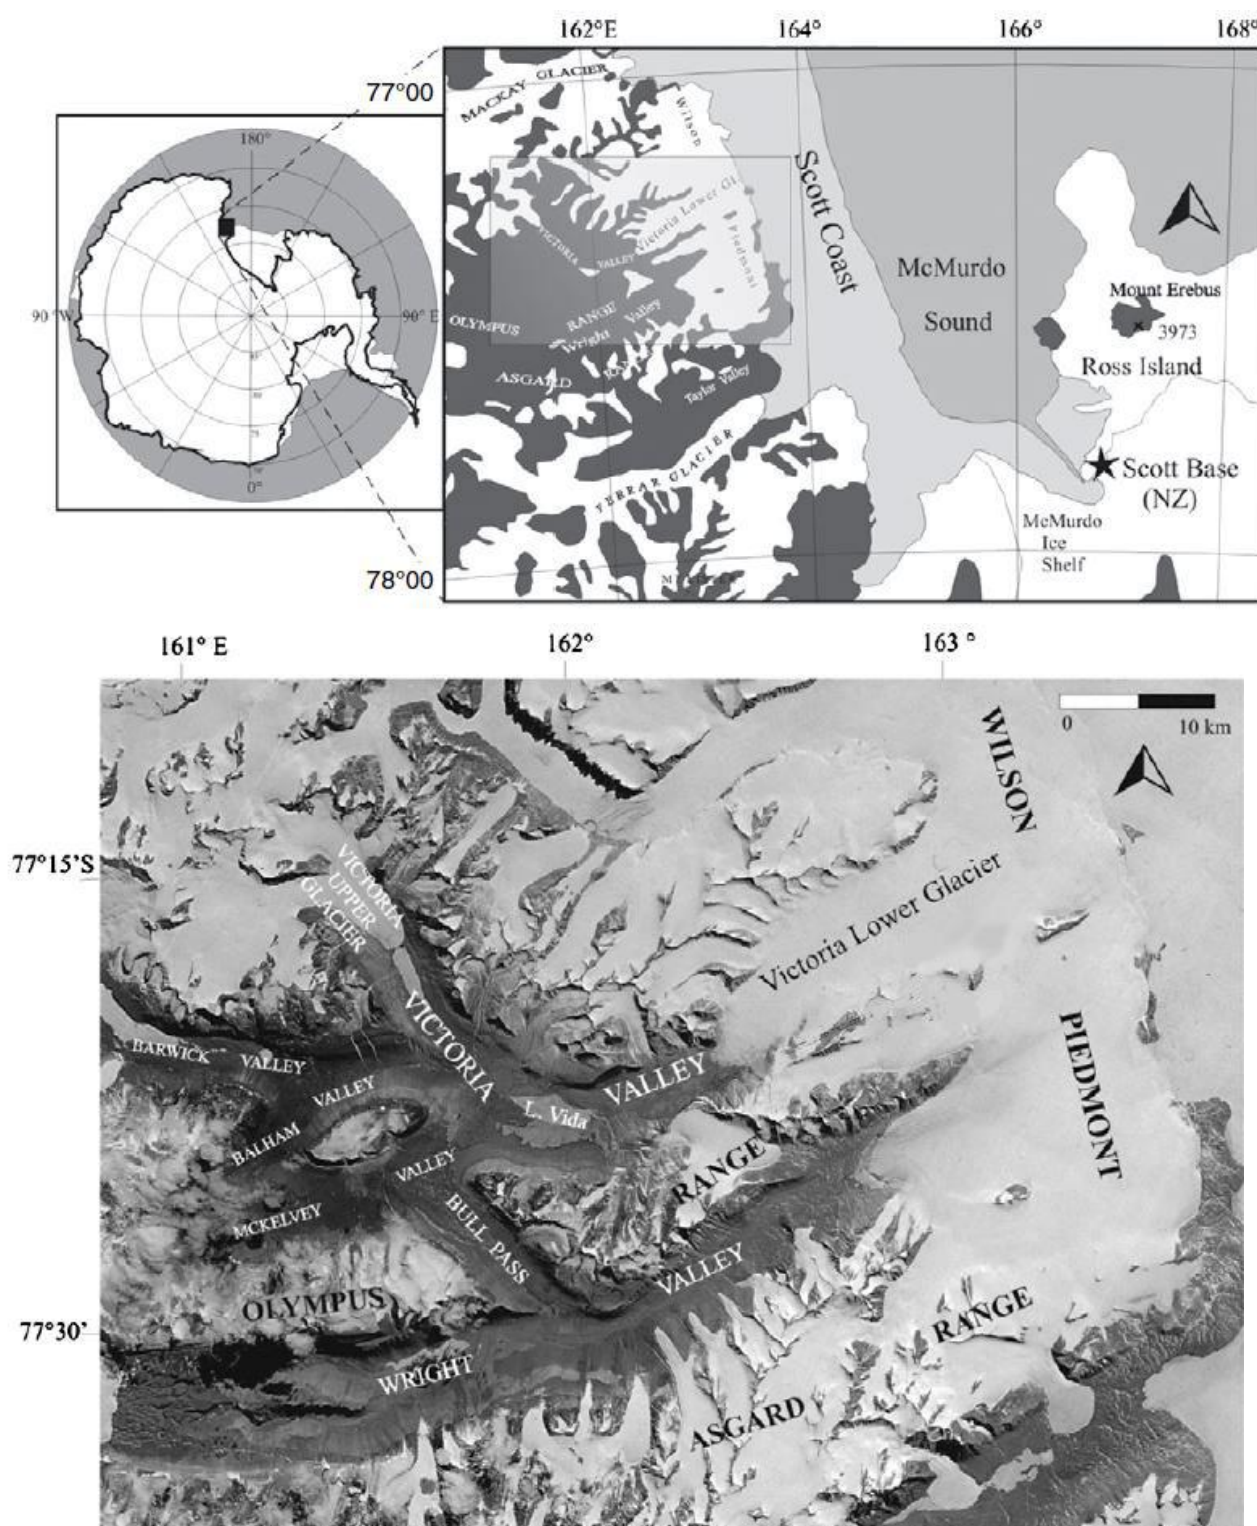 162°E 164° 166° 168°
77°00
78°00
180°
90°W
90° E
0°
MACKAY GLACIER
Wilson
Piedmont
Victoria Lower Gl.
VICTORIA
VALLEY
Scott Coast
McMurdo
Sound
Mount Erebus
3973
Ross Island
OLYMPUS
RANGE
Wright Valley
ASGARD
Taylor Valley
FERRAR GLACIER
Scott Base
(NZ)
McMurdo
Ice
Shelf
161° E 162° 163 °
77°15'S
77°30'
0 10 km
WILSON
PIEDMONT
VICTORIA
UPPER
GLACIER
Victoria Lower Glacier
VICTORIA
VALLEY
BARWICK VALLEY
VALLEY
BALHAM
L. Vida
VALLEY
MCKELVEY
BULL PASS
RANGE
OLYMPUS
VALLEY
WRIGHT
RANGE
ASGARD